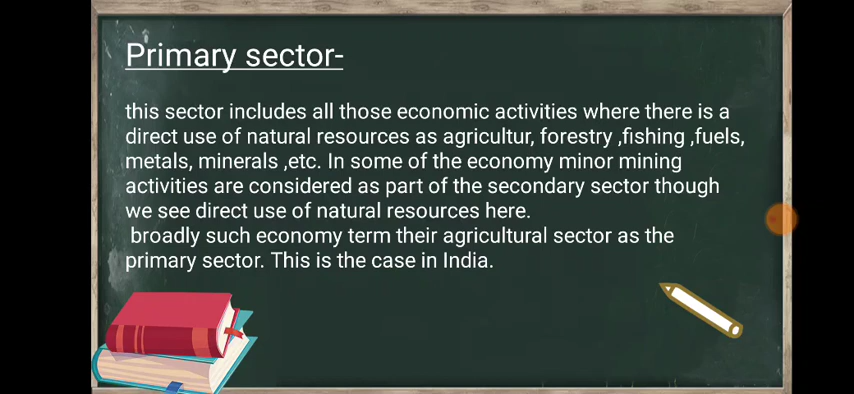 Primary sector-
this sector includes all those economic activities where there is a
direct use of natural resources as agricultur, forestry ,fishing ,fuels,
metals, minerals ,etc. In some of the economy minor mining
activities are considered as part of the secondary sector though
we see direct use of natural resources here.
broadly such economy term their agricultural sector as the
primary sector. This is the case in India.